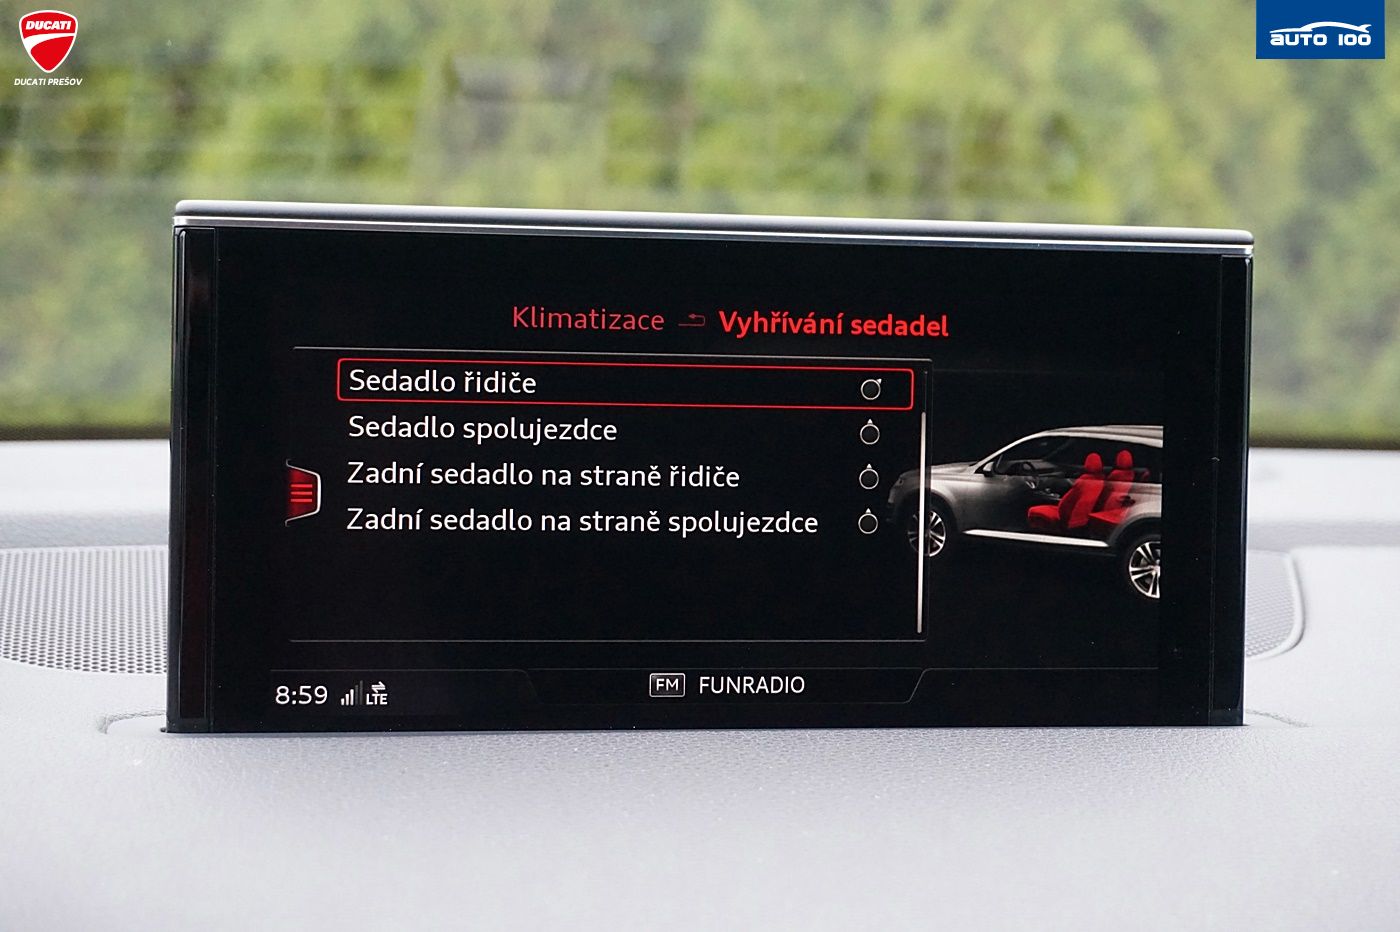 DUCATI
DUCATI PREŠOV
AUTO 100
Klimatizace Vyhřívání sedadel
Sedadlo řidiče
Sedadlo spolujezdce
Zadní sedadlo na straně řidiče
Zadní sedadlo na straně spolujezdce
8:59 LTE FM FUNRADIO